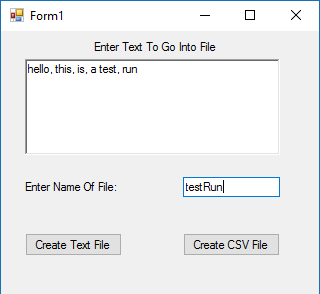 Form1
Enter Text To Go Into File
hello, this, is, a test, run
Enter Name Of File: testRun
Create Text File Create CSV File